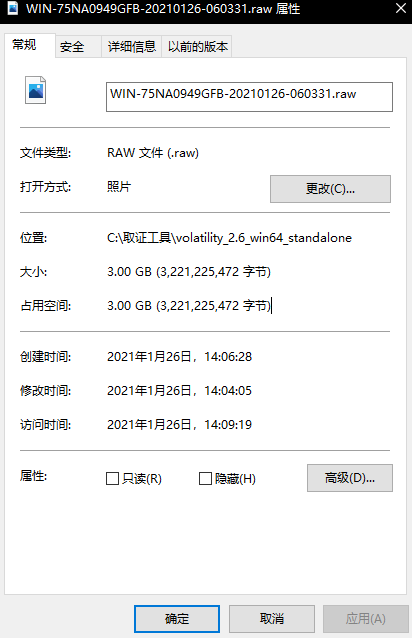 WIN-75NA0949GFB-20210126-060331.raw 属性
常规 安全 详细信息 以前的版本
WIN-75NA0949GFB-20210126-060331.raw
文件类型: RAW 文件 (.raw)
打开方式: 照片 更改(C)...
位置: C:\取证工具\volatility_2.6_win64_standalone
大小: 3.00 GB (3,221,225,472 字节)
占用空间: 3.00 GB (3,221,225,472 字节)
创建时间: 2021年1月26日，14:06:28
修改时间: 2021年1月26日，14:04:05
访问时间: 2021年1月26日，14:09:19
属性: 只读(R) 隐藏(H) 高级(D)...
确定 取消 应用(A)